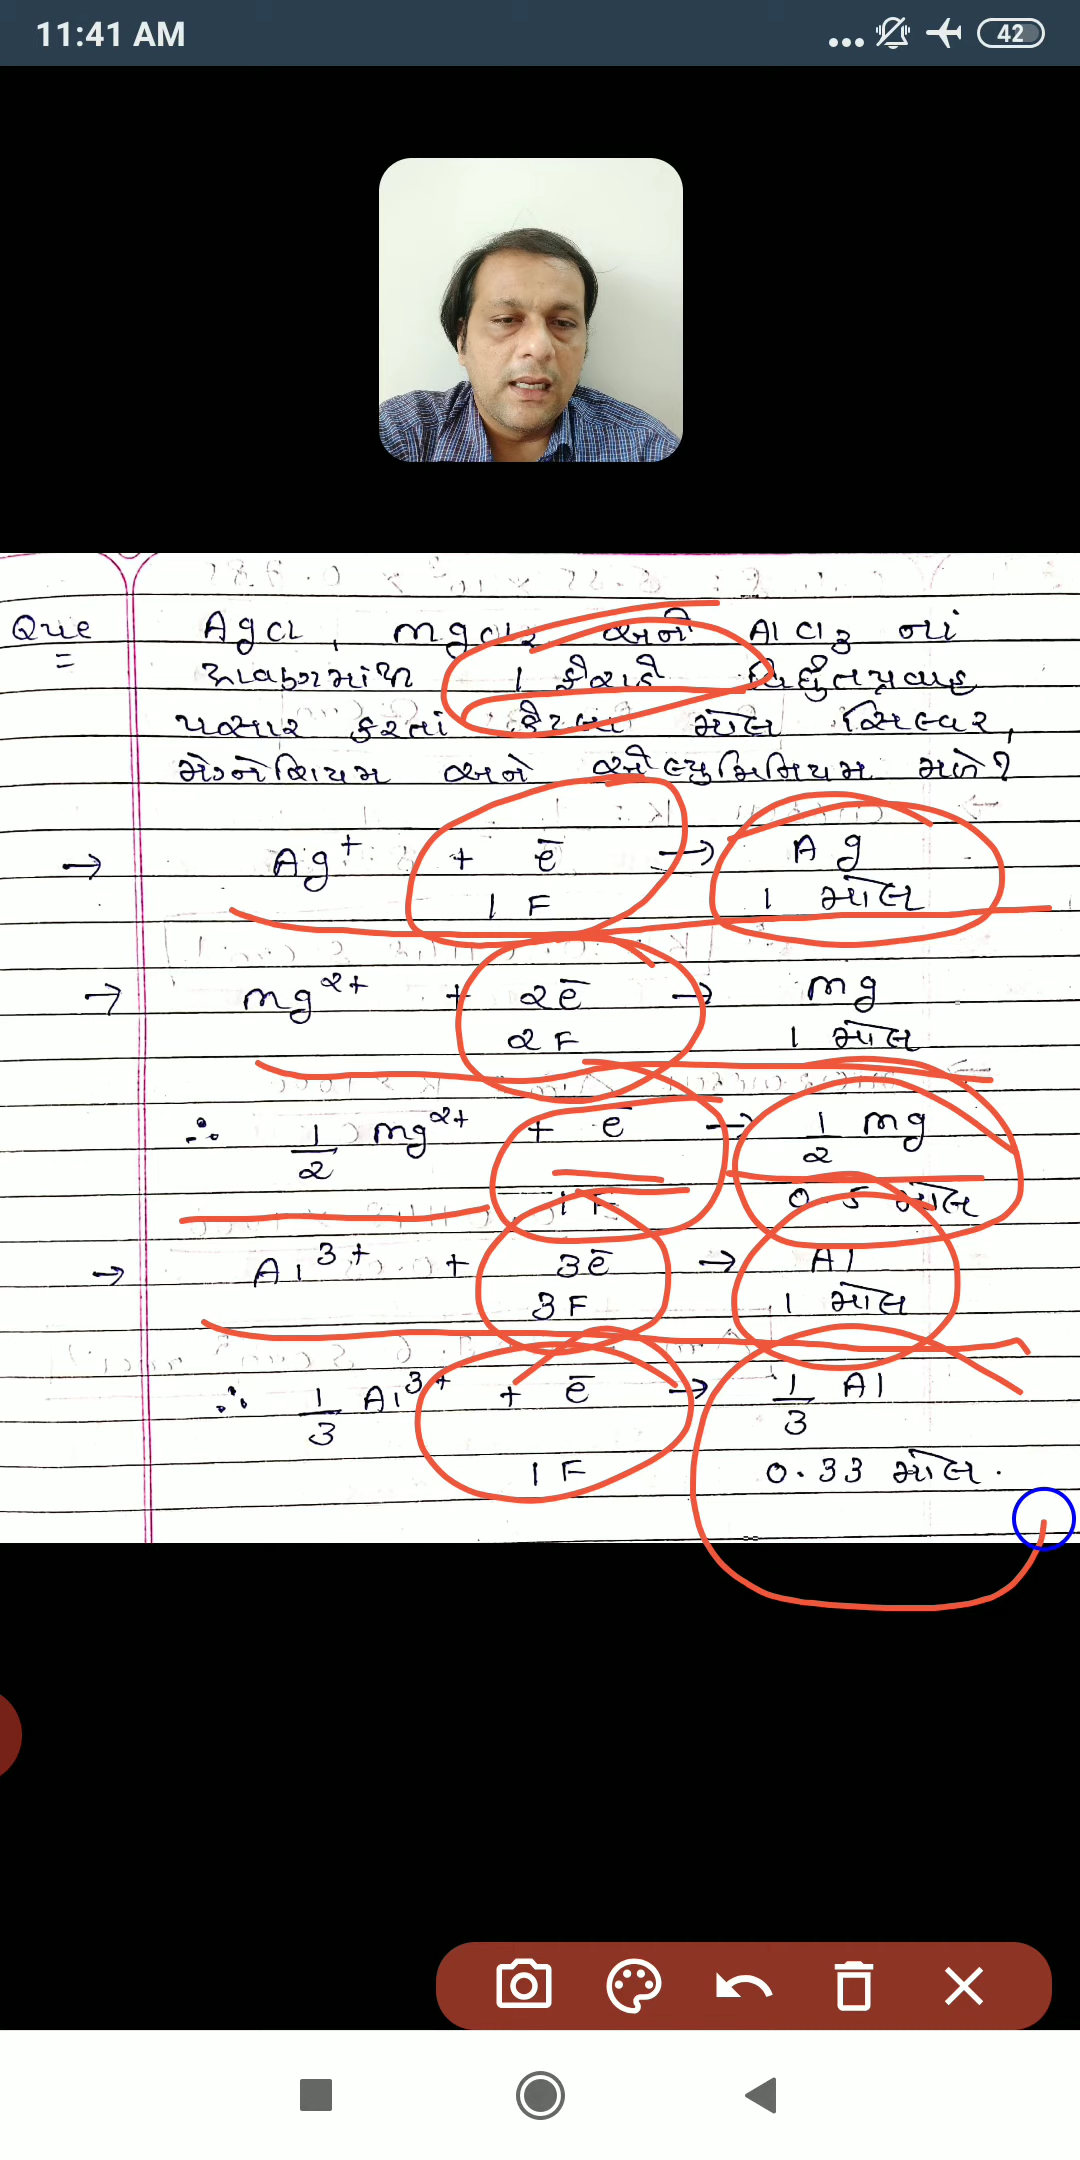 11:41 AM
42
Que = AgCl, MgCl2 અને AlCl3 નાં
દ્રાવણમાંથી 1 ફેરાડે વિદ્યુતપ્રવાહ
પસાર કરતાં કેટલા મોલ સિલ્વર,
મેગ્નેશિયમ અને એલ્યુમિનિયમ મળે?
→ Ag⁺ + e̅ → Ag
1 F 1 મોલ
→ mg²⁺ + 2e̅ → mg
2 F 1 મોલ
∴ 1/2 mg²⁺ + e̅ → 1/2 mg
1 F 0.5 મોલ
→ Al³⁺ + 3e̅ → Al
3 F 1 મોલ
∴ 1/3 Al³⁺ + e̅ → 1/3 Al
1 F 0.33 મોલ.